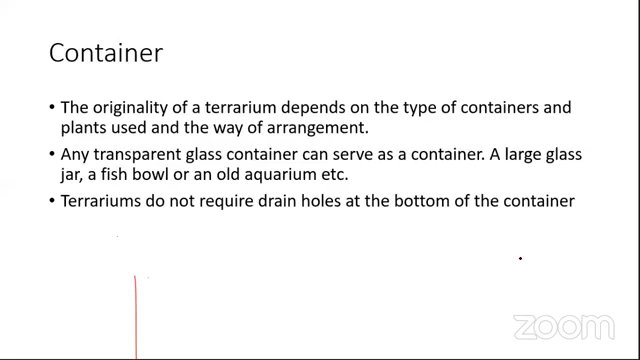 Container
• The originality of a terrarium depends on the type of containers and
plants used and the way of arrangement.
• Any transparent glass container can serve as a container. A large glass
jar, a fish bowl or an old aquarium etc.
• Terrariums do not require drain holes at the bottom of the container
zoom